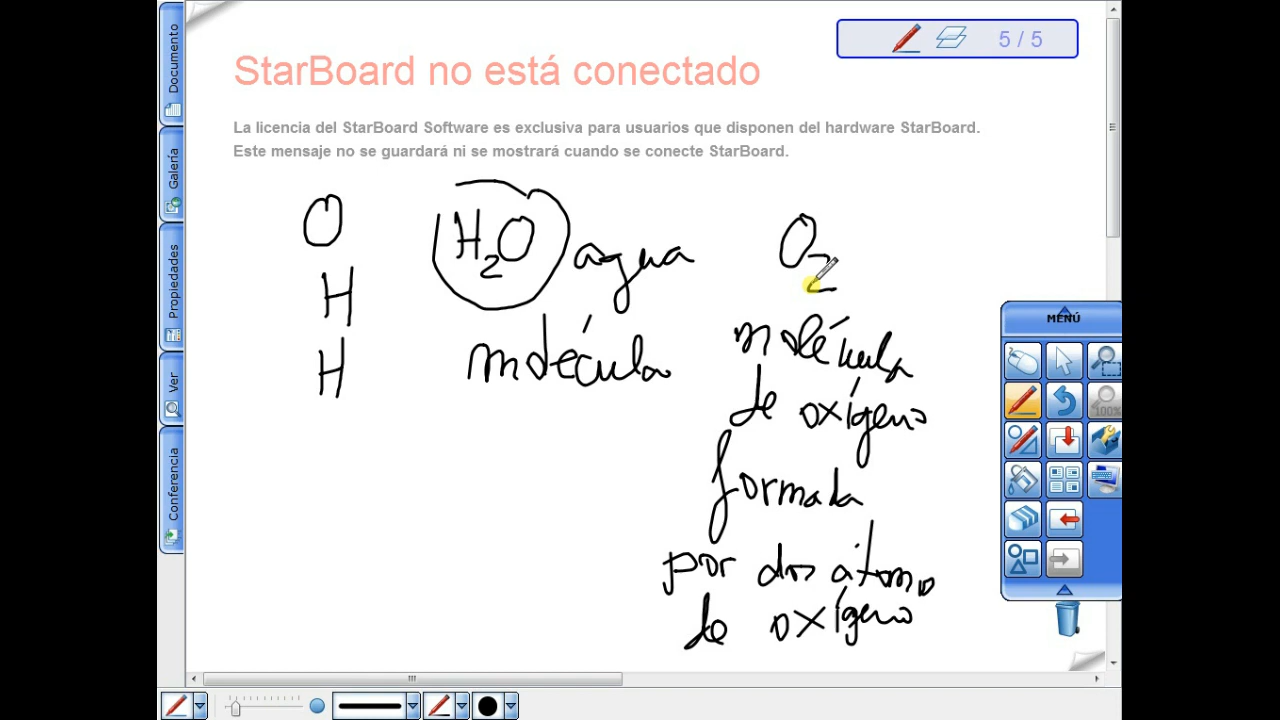 Documento
Galería
Propiedades
Ver
Conferencia
5 / 5
StarBoard no está conectado
La licencia del StarBoard Software es exclusiva para usuarios que disponen del hardware StarBoard.
Este mensaje no se guardará ni se mostrará cuando se conecte StarBoard.
O
H
H
H2O agua
molécula
O2
molécula
de oxígeno
formada
por dos átomo
de oxígeno
MENÚ
100%